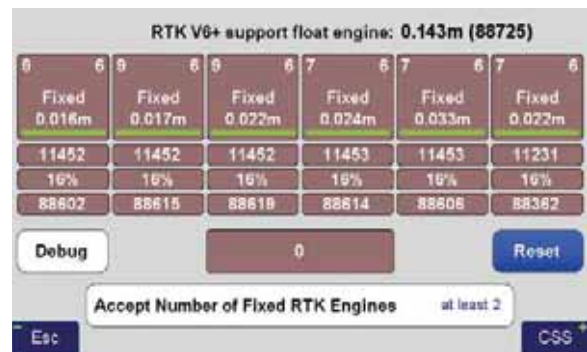 RTK V6+ support float engine: 0.143m (88725)
6 6 9 6 9 6 7 6 7 6 7 6
Fixed Fixed Fixed Fixed Fixed Fixed
0.016m 0.017m 0.022m 0.024m 0.033m 0.022m
11452 11452 11452 11453 11453 11231
16% 16% 16% 16% 16% 16%
88602 88615 88619 88614 88606 88362
Debug 0 Reset
Accept Number of Fixed RTK Engines at least 2
Esc CSS